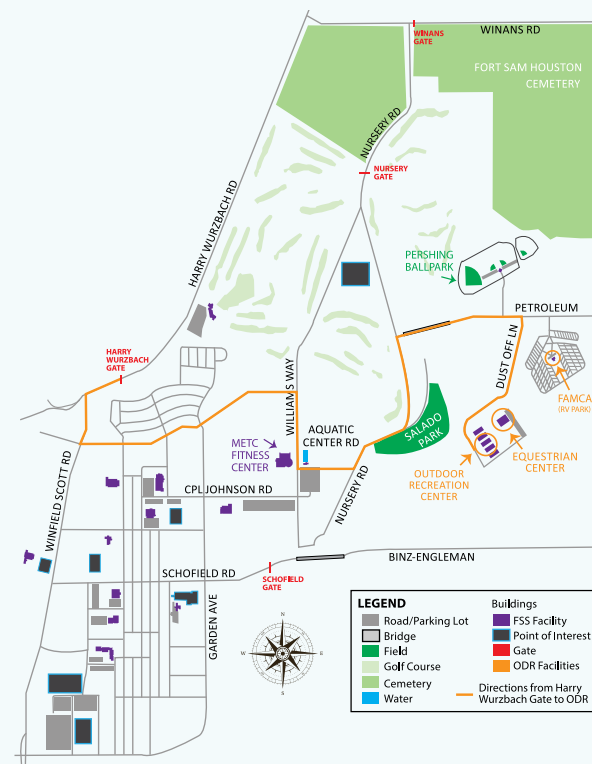 WINANS RD
WINANS
GATE
FORT SAM HOUSTON
CEMETERY
NURSERY RD
NURSERY
GATE
HARRY WURZBACH RD
PERSHING
BALLPARK
PETROLEUM
HARRY
WURZBACH
GATE
DUST OFF LN
FAMCA
(RV PARK)
WILLIAMS WAY
AQUATIC
CENTER RD
SALADO
PARK
METC
FITNESS
CENTER
EQUESTRIAN
CENTER
OUTDOOR
RECREATION
CENTER
WINFIELD SCOTT RD
CPL JOHNSON RD
NURSERY RD
BINZ-ENGLEMAN
SCHOFIELD RD
SCHOFIELD
GATE
GARDEN AVE
N
E
S
W
LEGEND
Road/Parking Lot
Bridge
Field
Golf Course
Cemetery
Water
Buildings
FSS Facility
Point of Interest
Gate
ODR Facilities
Directions from Harry
Wurzbach Gate to ODR